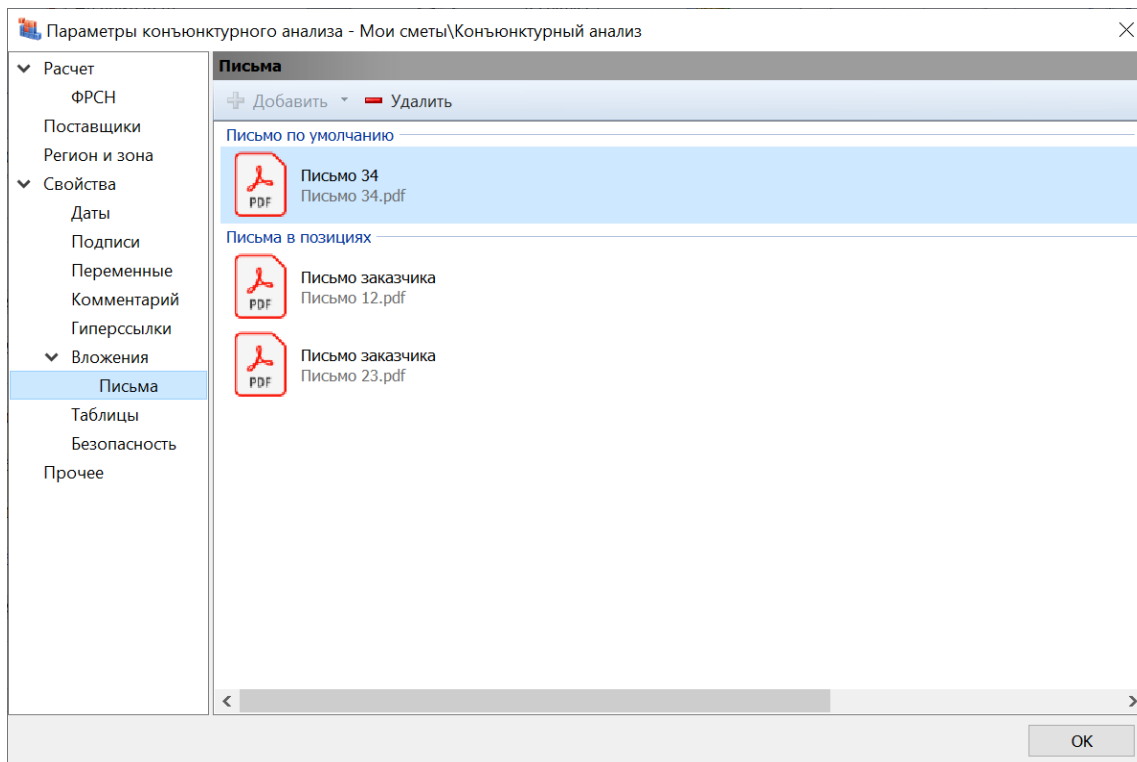 Параметры конъюнктурного анализа - Мои сметы\Конъюнктурный анализ
Расчет
ФРСН
Поставщики
Регион и зона
Свойства
Даты
Подписи
Переменные
Комментарий
Гиперссылки
Вложения
Письма
Таблицы
Безопасность
Прочее
Письма
Добавить Удалить
Письмо по умолчанию
PDF
Письмо 34
Письмо 34.pdf
Письма в позициях
PDF
Письмо заказчика
Письмо 12.pdf
PDF
Письмо заказчика
Письмо 23.pdf
ОК